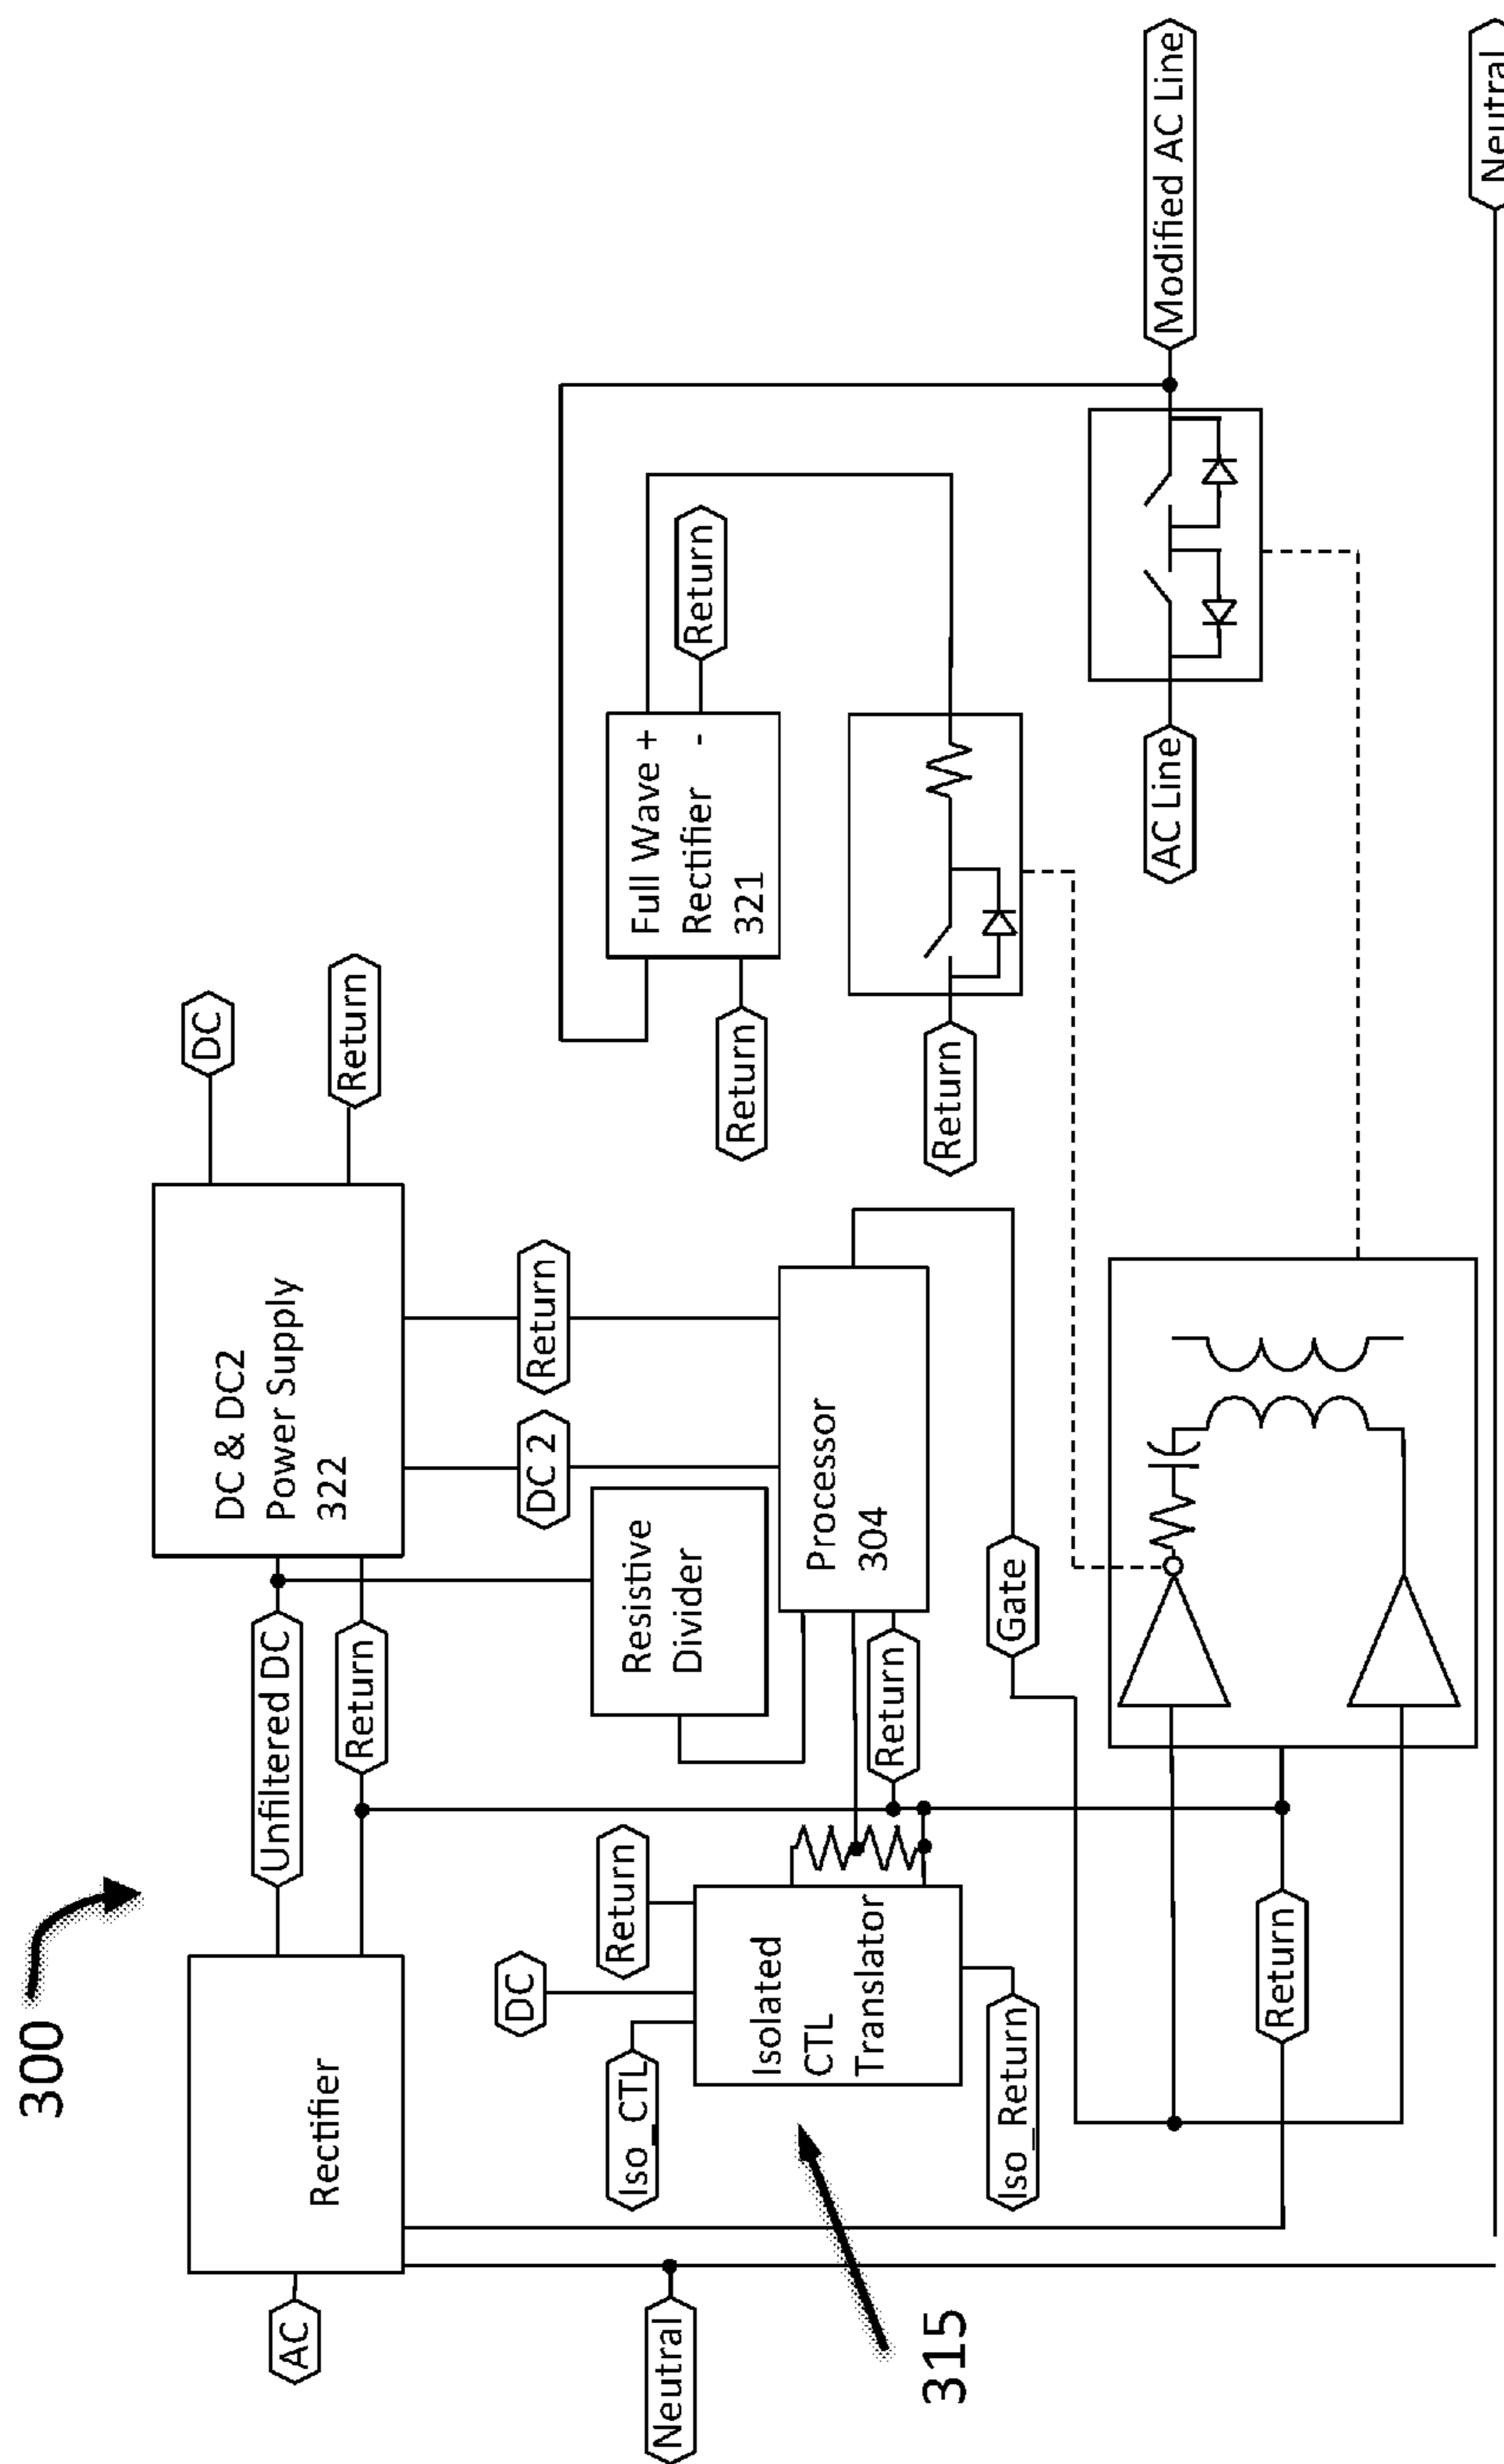 300
AC
Rectifier
Unfiltered DC
Return
DC & DC2
Power Supply
322
DC
Return
Neutral
Iso_CTL
DC
Return
Isolated
CTL
Translator
Iso_Return
315
Resistive
Divider
DC 2
Return
Processor
304
Return
Gate
Return
Return
Full Wave +
Rectifier -
321
Return
Return
AC Line
Modified AC Line
Neutral